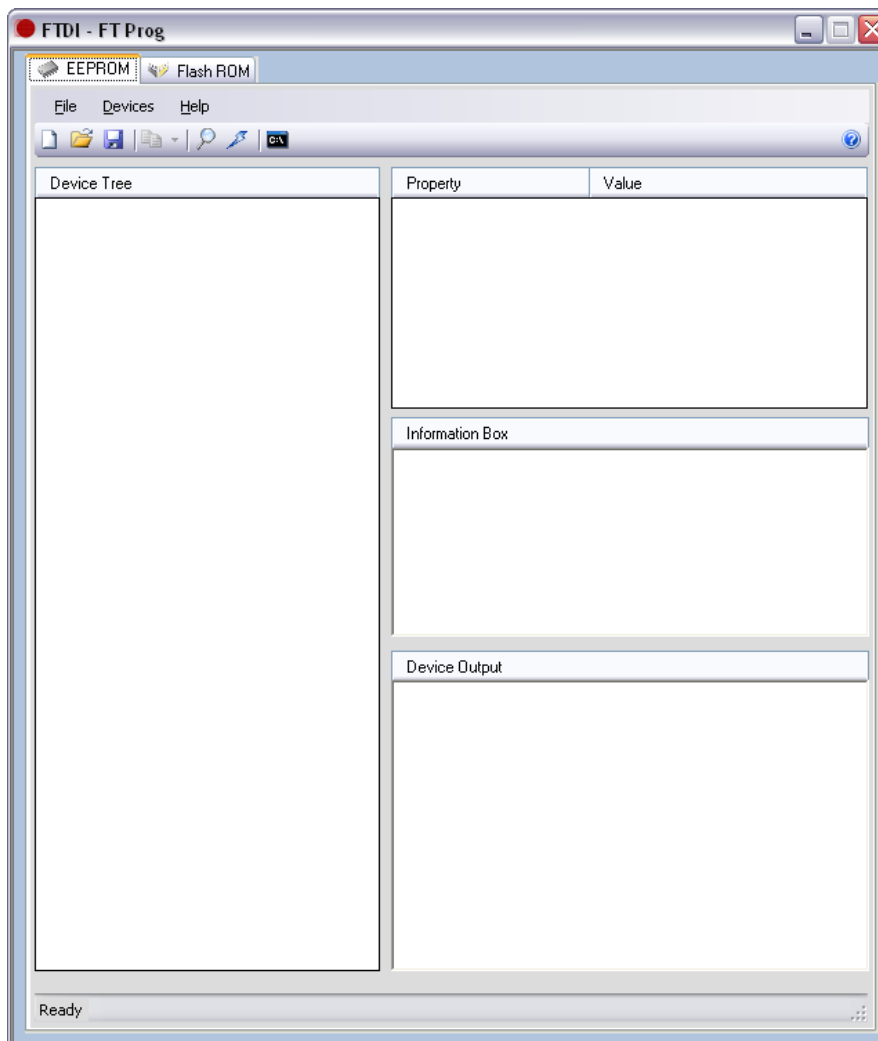 FTDI - FT Prog
EEPROM Flash ROM
File Devices Help
C:\
Device Tree
Property Value
Information Box
Device Output
Ready